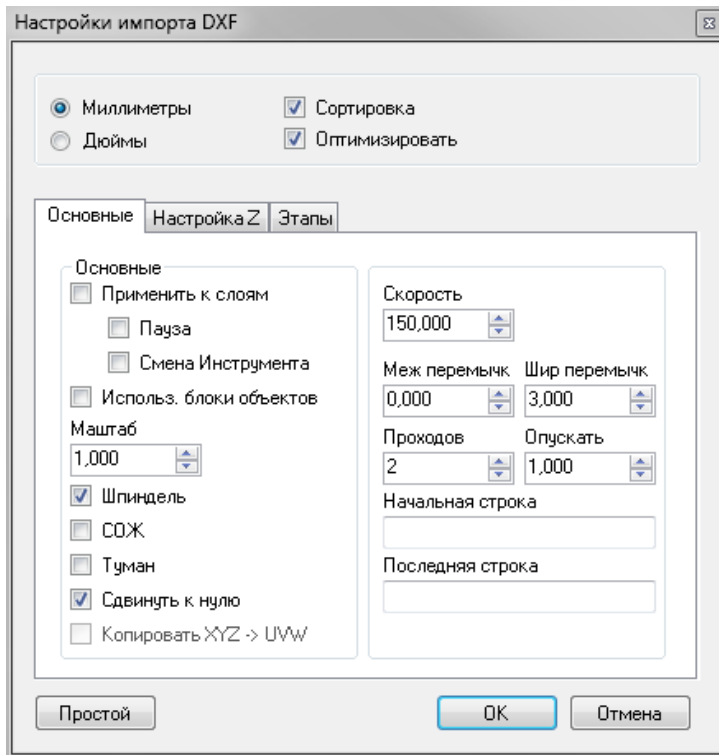 Настройки импорта DXF
Миллиметры
Сортировка
Дюймы
Оптимизировать
Основные
Настройка Z
Этапы
Основные
Применить к слоям
Пауза
Смена Инструмента
Использ. блоки объектов
Маштаб
1,000
Шпиндель
СОЖ
Туман
Сдвинуть к нулю
Копировать XYZ -> UVW
Скорость
150,000
Меж перемычк Шир перемычк
0,000 3,000
Проходов Опускать
2 1,000
Начальная строка
Последняя строка
Простой
OK
Отмена